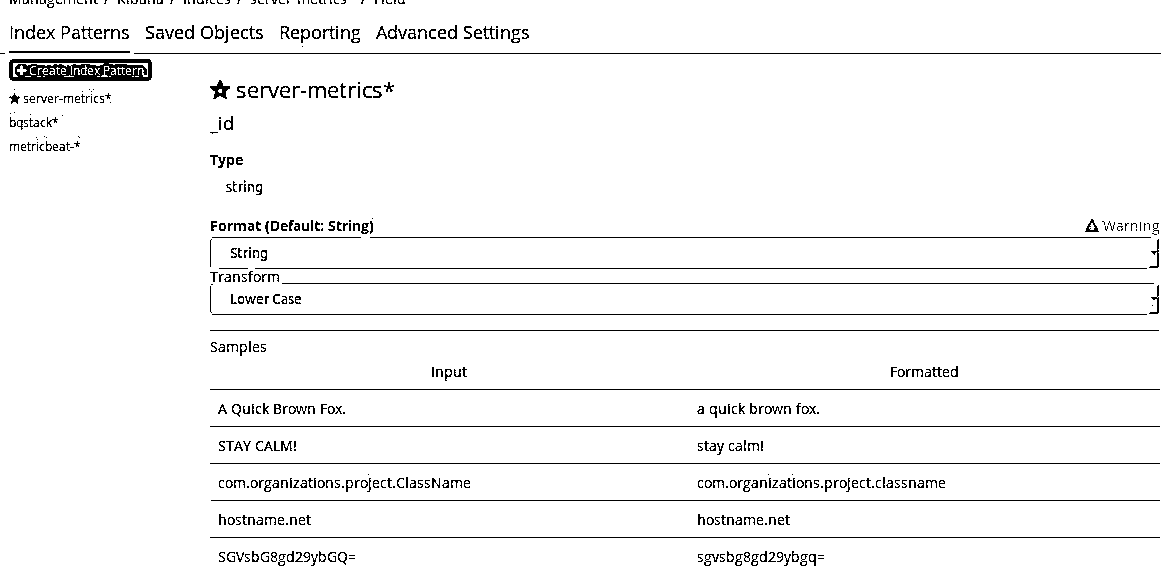 Management / Kibana / Indices / server-metrics* / Field
Index Patterns Saved Objects Reporting Advanced Settings
Create Index Pattern
server-metrics*
bqstack*
metricbeat-*
server-metrics*
_id
Type
string
Format (Default: String) Warning
String
Transform
Lower Case
Samples
Input Formatted
A Quick Brown Fox. a quick brown fox.
STAY CALM! stay calm!
com.organizations.project.ClassName com.organizations.project.classname
hostname.net hostname.net
SGVsbG8gd29ybGQ= sgvsbg8gd29ybgq=